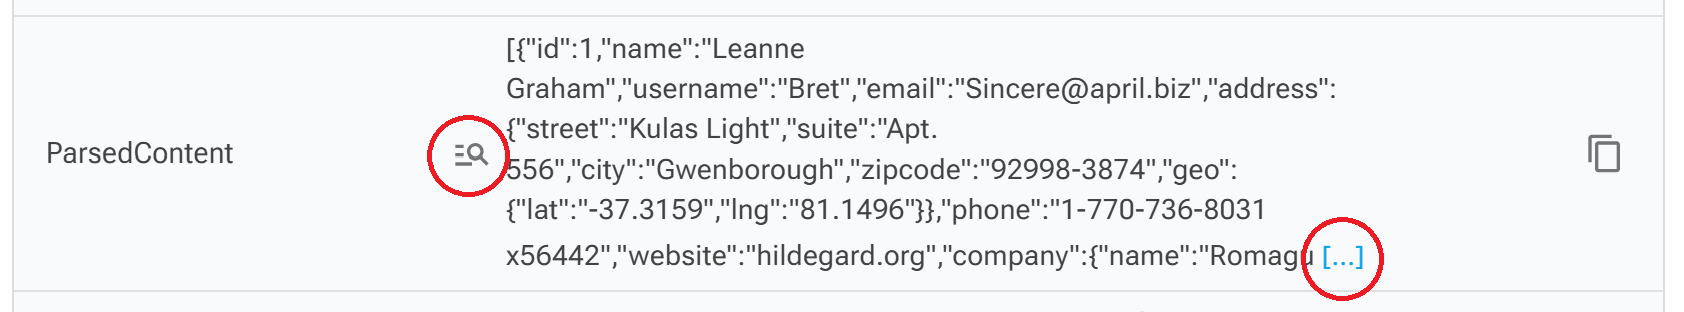 [{"id":1,"name":"Leanne
Graham","username":"Bret","email":"Sincere@april.biz","address":
{"street":"Kulas Light","suite":"Apt.
ParsedContent
556","city":"Gwenborough","zipcode":"92998-3874","geo":
{"lat":"-37.3159","lng":"81.1496"}},"phone":"1-770-736-8031
x56442","website":"hildegard.org","company":{"name":"Romagu [...]